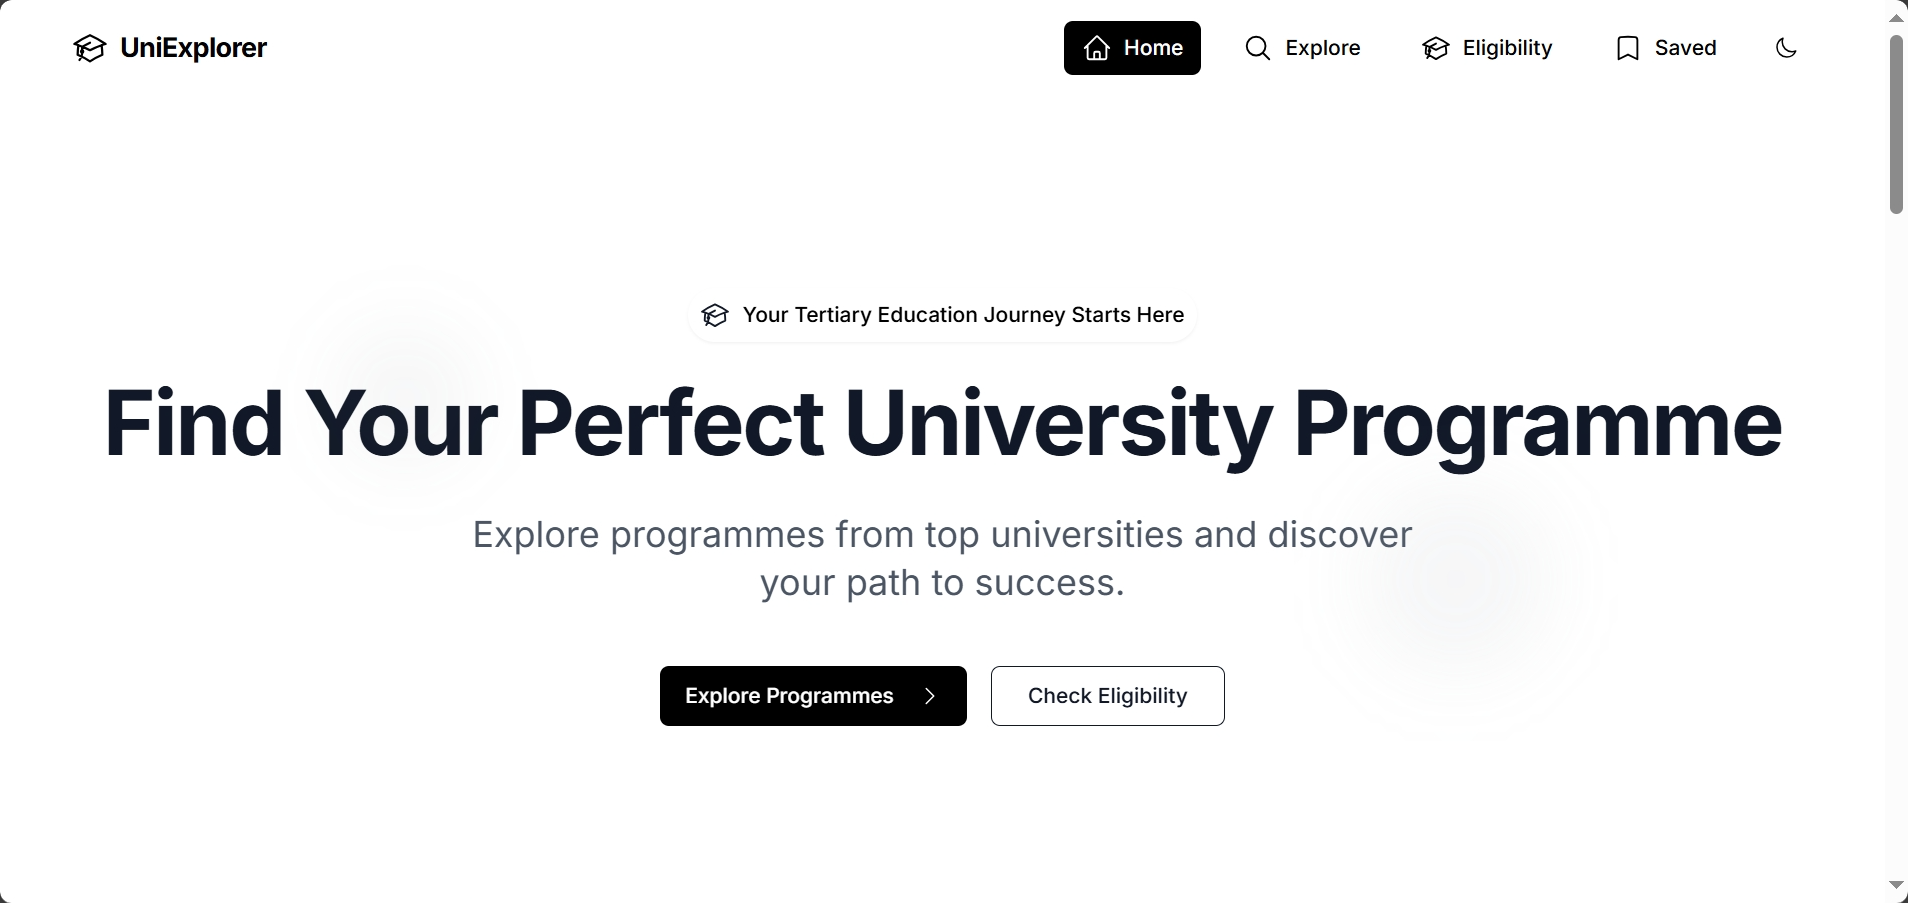 UniExplorer
Home
Explore
Eligibility
Saved
Your Tertiary Education Journey Starts Here
Find Your Perfect University Programme
Explore programmes from top universities and discover
your path to success.
Explore Programmes
Check Eligibility